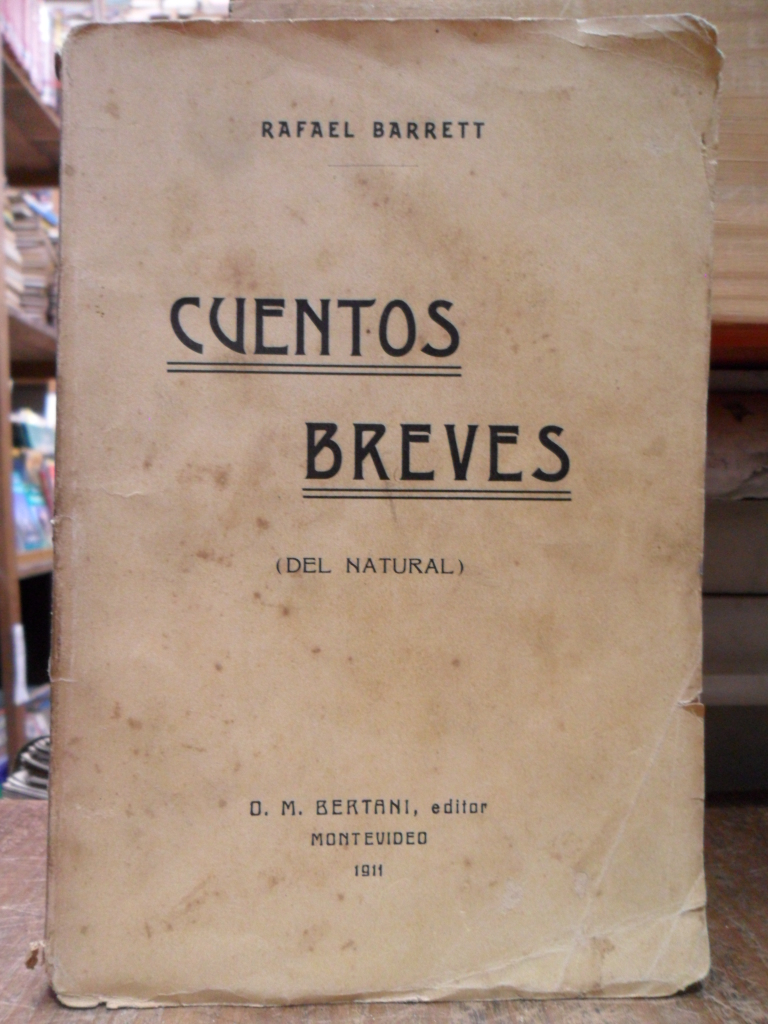 RAFAEL BARRETT
CUENTOS
BREVES
(DEL NATURAL)
O. M. BERTANI, editor
MONTEVIDEO
1911